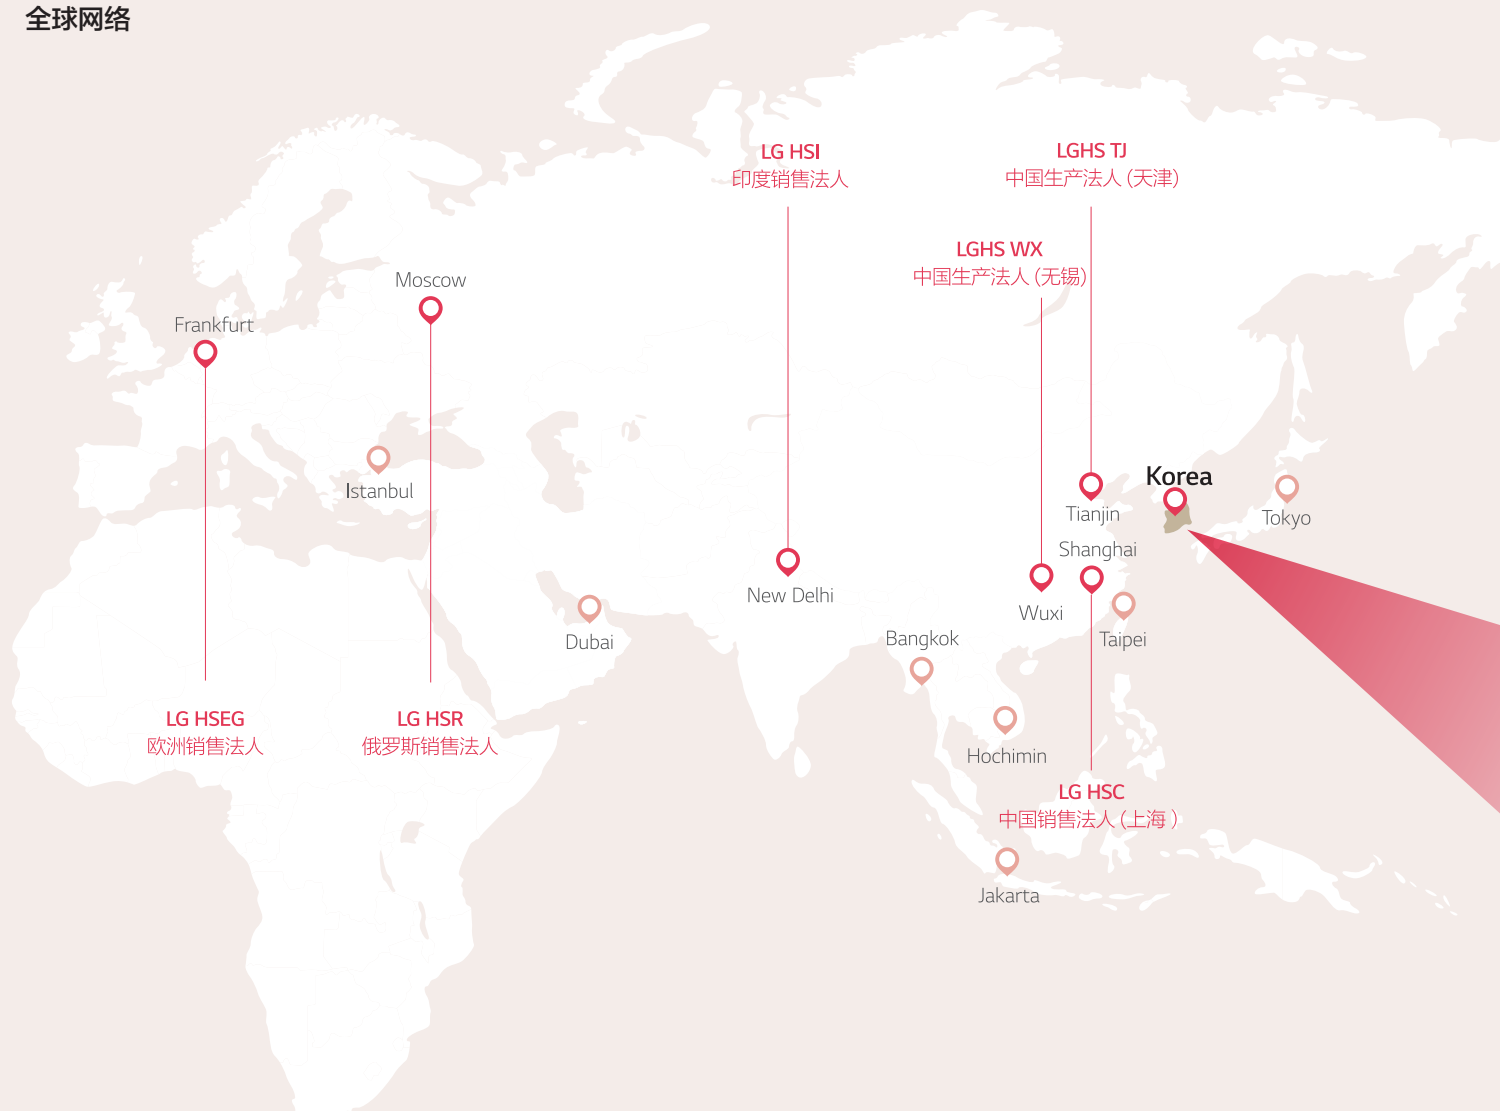 全球网络
LG HSI
印度销售法人
LGHS TJ
中国生产法人 (天津)
LGHS WX
中国生产法人 (无锡)
Moscow
Frankfurt
Istanbul
Korea
Tianjin
Tokyo
Shanghai
New Delhi
Wuxi
Dubai
Bangkok
Taipei
LG HSEG
欧洲销售法人
LG HSR
俄罗斯销售法人
Hochimin
LG HSC
中国销售法人 (上海 )
Jakarta